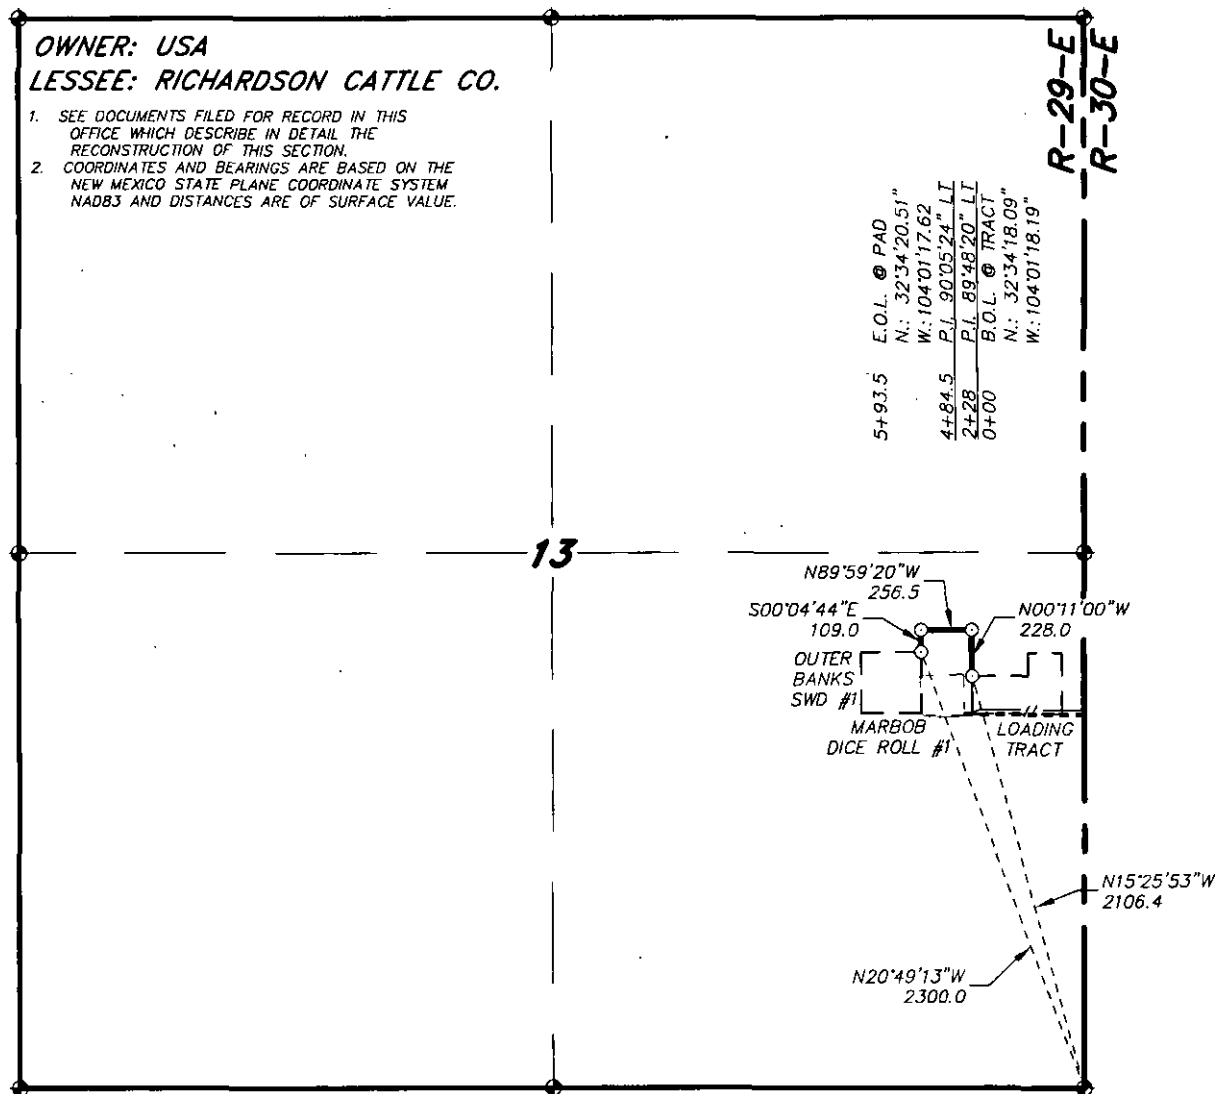 OWNER: USA
LESSEE: RICHARDSON CATTLE CO.
1. SEE DOCUMENTS FILED FOR RECORD IN THIS
OFFICE WHICH DESCRIBE IN DETAIL THE
RECONSTRUCTION OF THIS SECTION.
2. COORDINATES AND BEARINGS ARE BASED ON THE
NEW MEXICO STATE PLANE COORDINATE SYSTEM
NAD83 AND DISTANCES ARE OF SURFACE VALUE.
R-29-E
R-30-E
5+93.5 E.O.L. @ PAD
N.: 32°34'20.51"
W.: 104°01'17.62
4+84.5 P.I. 90°05'24" LT
2+28 P.I. 89°48'20" LT
0+00 B.O.L. @ TRACT
N.: 32°34'18.09"
W.: 104°01'18.19"
13
N89°59'20"W
256.5
S00°04'44"E
109.0
N00°11'00"W
228.0
OUTER
BANKS
SWD #1
MARBOB
DICE ROLL #1
LOADING
TRACT
N15°25'53"W
2106.4
N20°49'13"W
2300.0